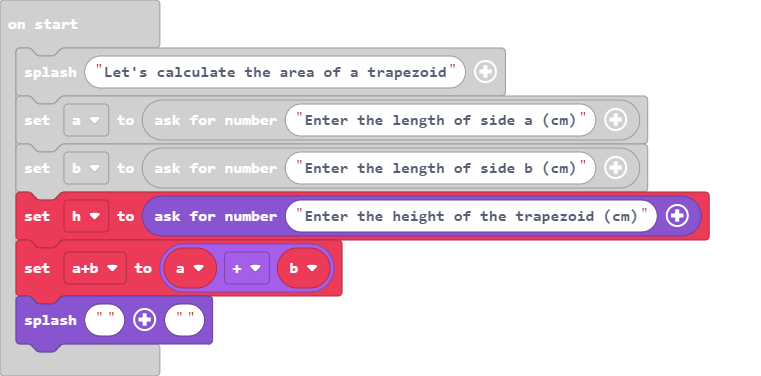 on start
splash "Let's calculate the area of a trapezoid"
set a to ask for number "Enter the length of side a (cm)"
set b to ask for number "Enter the length of side b (cm)"
set h to ask for number "Enter the height of the trapezoid (cm)"
set a+b to a + b
splash "" ""